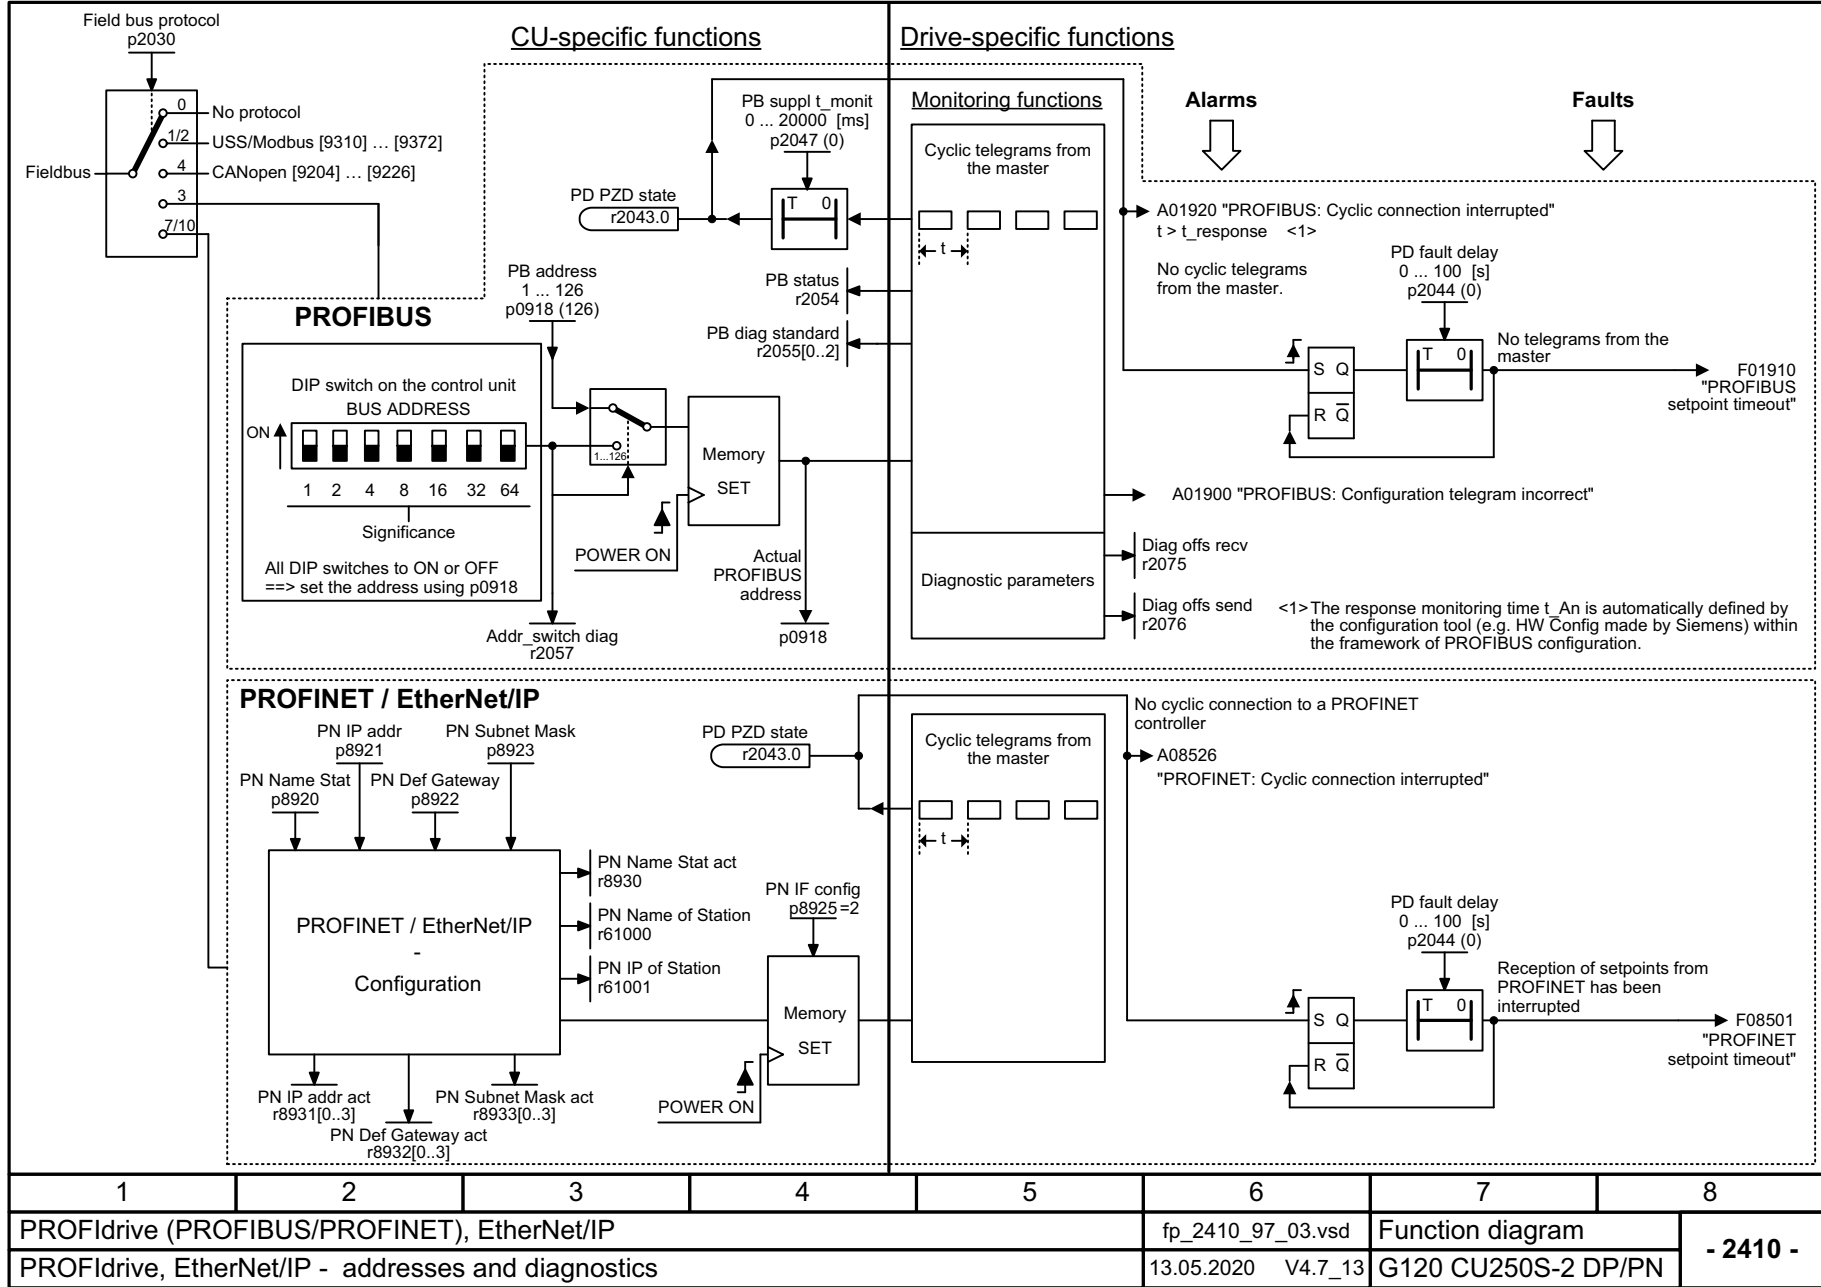 Field bus protocol
p2030
CU-specific functions
Drive-specific functions
0
No protocol
1/2
USS/Modbus [9310] … [9372]
Fieldbus
4
CANopen [9204] … [9226]
3
7/10
PB suppl t_monit
0 ... 20000 [ms]
p2047 (0)
T 0
PD PZD state
r2043.0
Monitoring functions
Cyclic telegrams from
the master
t
Alarms
Faults
A01920 "PROFIBUS: Cyclic connection interrupted"
t > t_response <1>
No cyclic telegrams
from the master.
PD fault delay
0 ... 100 [s]
p2044 (0)
T 0
S Q
R Q̅
No telegrams from the
master
F01910
"PROFIBUS
setpoint timeout"
PB address
1 ... 126
p0918 (126)
PB status
r2054
PB diag standard
r2055[0..2]
PROFIBUS
DIP switch on the control unit
BUS ADDRESS
ON
1 2 4 8 16 32 64
Significance
All DIP switches to ON or OFF
==> set the address using p0918
1...126
Memory
SET
POWER ON
Actual
PROFIBUS
address
p0918
Addr_switch diag
r2057
A01900 "PROFIBUS: Configuration telegram incorrect"
Diagnostic parameters
Diag offs recv
r2075
Diag offs send
r2076
<1> The response monitoring time t_An is automatically defined by
the configuration tool (e.g. HW Config made by Siemens) within
the framework of PROFIBUS configuration.
PROFINET / EtherNet/IP
PN IP addr
p8921
PN Subnet Mask
p8923
PN Name Stat
p8920
PN Def Gateway
p8922
PROFINET / EtherNet/IP
-
Configuration
PN Name Stat act
r8930
PN Name of Station
r61000
PN IP of Station
r61001
PN IP addr act
r8931[0..3]
PN Subnet Mask act
r8933[0..3]
PN Def Gateway act
r8932[0..3]
PD PZD state
r2043.0
PN IF config
p8925 =2
Memory
SET
POWER ON
Cyclic telegrams from
the master
t
No cyclic connection to a PROFINET
controller
A08526
"PROFINET: Cyclic connection interrupted"
PD fault delay
0 ... 100 [s]
p2044 (0)
T 0
S Q
R Q̅
Reception of setpoints from
PROFINET has been
interrupted
F08501
"PROFINET
setpoint timeout"
1 2 3 4 5 6 7 8
PROFIdrive (PROFIBUS/PROFINET), EtherNet/IP
fp_2410_97_03.vsd
Function diagram
- 2410 -
PROFIdrive, EtherNet/IP - addresses and diagnostics
13.05.2020 V4.7_13
G120 CU250S-2 DP/PN